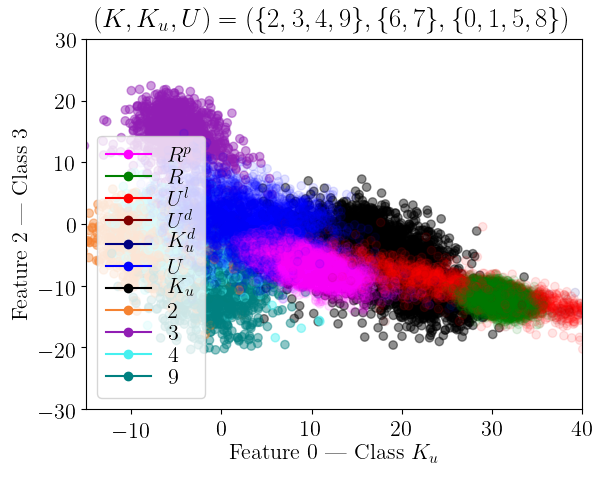 (K, K_u, U) = ({2, 3, 4, 9}, {6, 7}, {0, 1, 5, 8})
Feature 2 — Class 3
30
20
10
0
−10
−20
−30
R^p
R
U^l
U^d
K_u^d
U
K_u
2
3
4
9
−10
0
10
20
30
40
Feature 0 — Class K_u